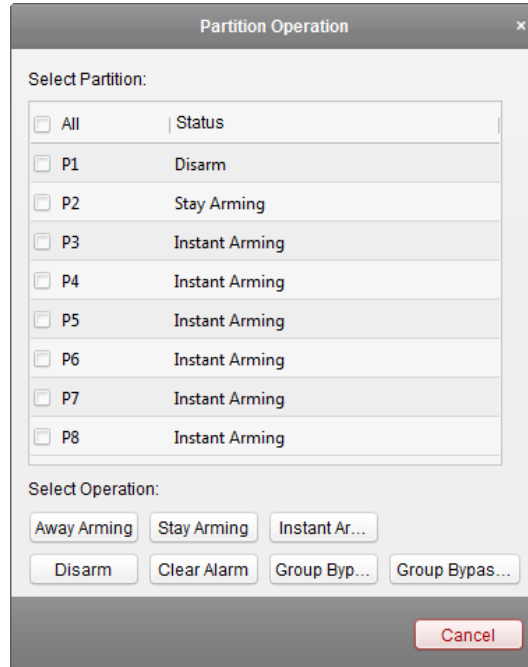 Partition Operation ×
Select Partition:
All Status
P1 Disarm
P2 Stay Arming
P3 Instant Arming
P4 Instant Arming
P5 Instant Arming
P6 Instant Arming
P7 Instant Arming
P8 Instant Arming
Select Operation:
Away Arming Stay Arming Instant Ar...
Disarm Clear Alarm Group Byp... Group Bypas...
Cancel